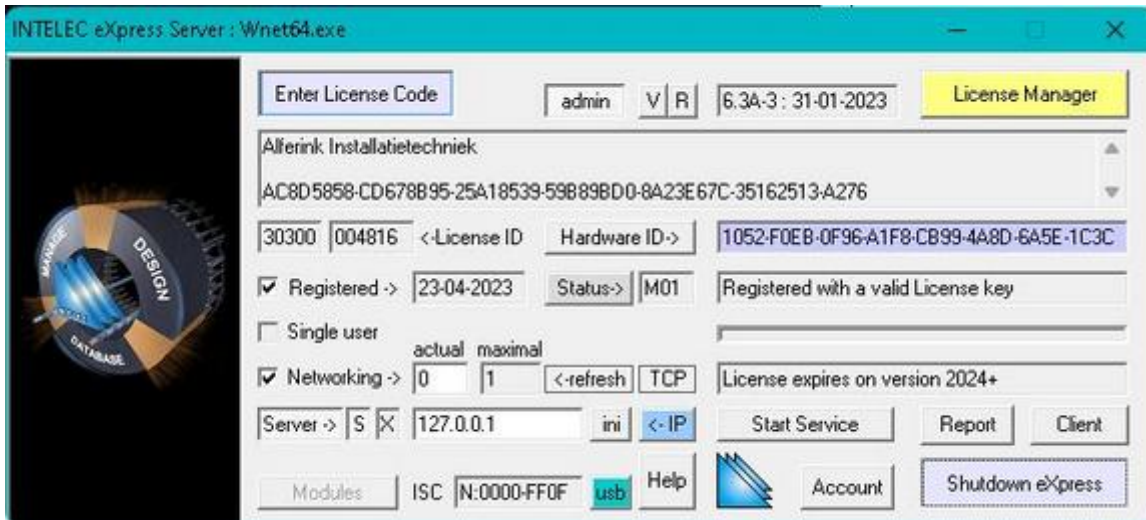 INTELEC eXpress Server : Wnet64.exe
Enter License Code admin V R 6.3A-3 : 31-01-2023 License Manager
Alferink Installatietechniek
AC8D5858-CD678B95-25A18539-59B89BD0-8A23E67C-35162513-A276
30300 004816 <-License ID Hardware ID-> 1052-F0EB-0F96-A1F8-CB99-4A8D-6A5E-1C3C
Registered -> 23-04-2023 Status-> M01 Registered with a valid License key
Single user
actual maximal
Networking -> 0 1 <-refresh TCP License expires on version 2024+
Server -> S X 127.0.0.1 ini <- IP Start Service Report Client
Modules ISC N:0000-FF0F usb Help Account Shutdown eXpress
MANAGE
DESIGN
DATABASE